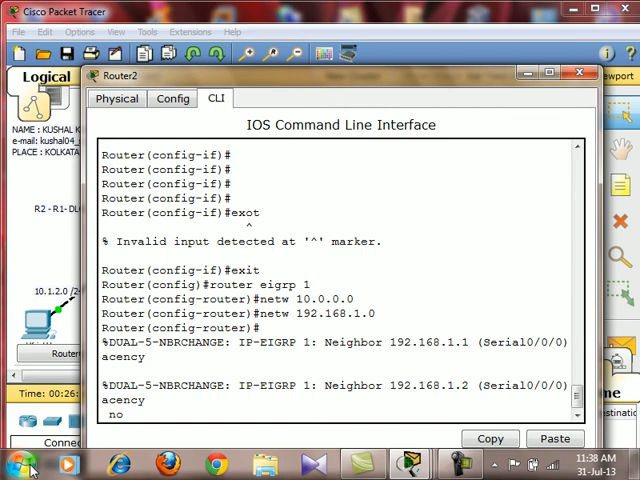 Cisco Packet Tracer
File Edit Options View Tools Extensions Help
Logical
Router2
Viewport
NAME : KUSHAL K
e-mail: kushal04_
PLACE : KOLKATA
R2 - R1- DL
10.1.2.0 /24
Router
Time: 00:26:
Connec
Physical Config CLI
IOS Command Line Interface
Router(config-if)#
Router(config-if)#
Router(config-if)#
Router(config-if)#
Router(config-if)#exot
^
% Invalid input detected at '^' marker.
Router(config-if)#exit
Router(config)#router eigrp 1
Router(config-router)#netw 10.0.0.0
Router(config-router)#netw 192.168.1.0
Router(config-router)#
%DUAL-5-NBRCHANGE: IP-EIGRP 1: Neighbor 192.168.1.1 (Serial0/0/0)
acency
%DUAL-5-NBRCHANGE: IP-EIGRP 1: Neighbor 192.168.1.2 (Serial0/0/0)
acency
no
Copy Paste
me
11:38 AM
31-Jul-13